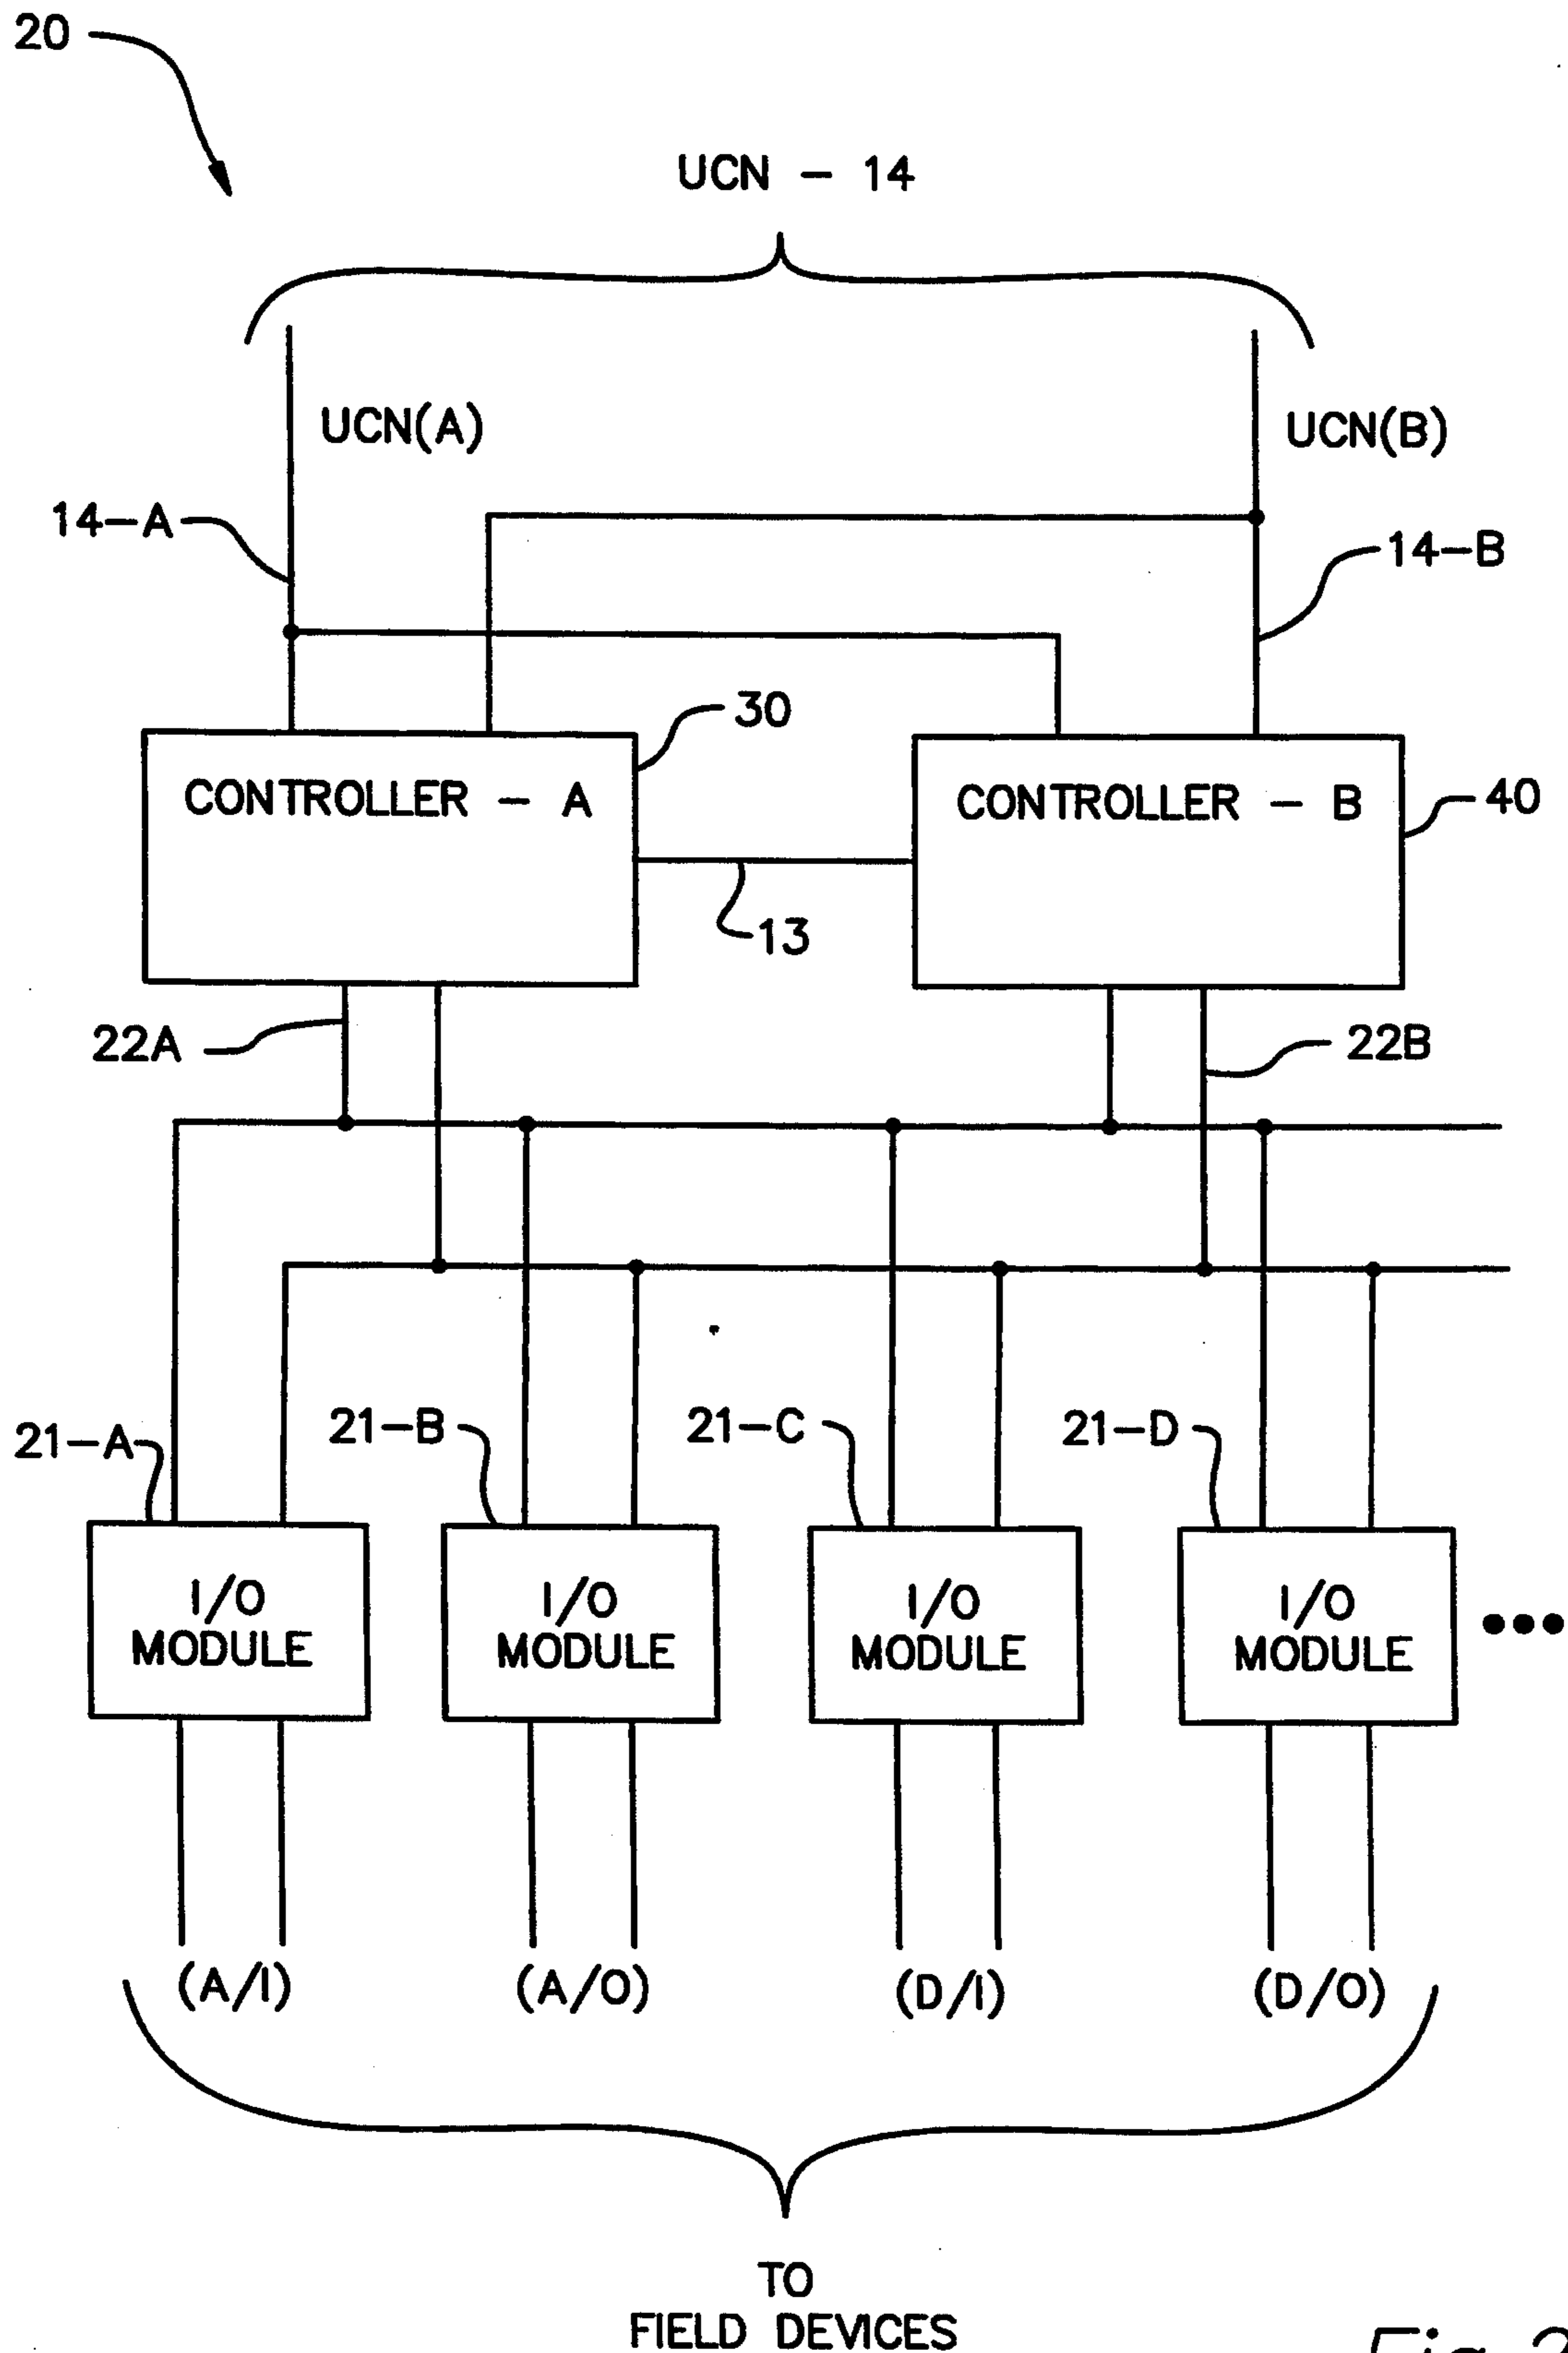 20
UCN - 14
UCN(A)
UCN(B)
14-A
14-B
30
CONTROLLER - A
CONTROLLER - B
40
13
22A
22B
21-A
21-B
21-C
21-D
I/O
MODULE
I/O
MODULE
I/O
MODULE
I/O
MODULE
(A/I)
(A/O)
(D/I)
(D/O)
TO
FIELD DEVICES